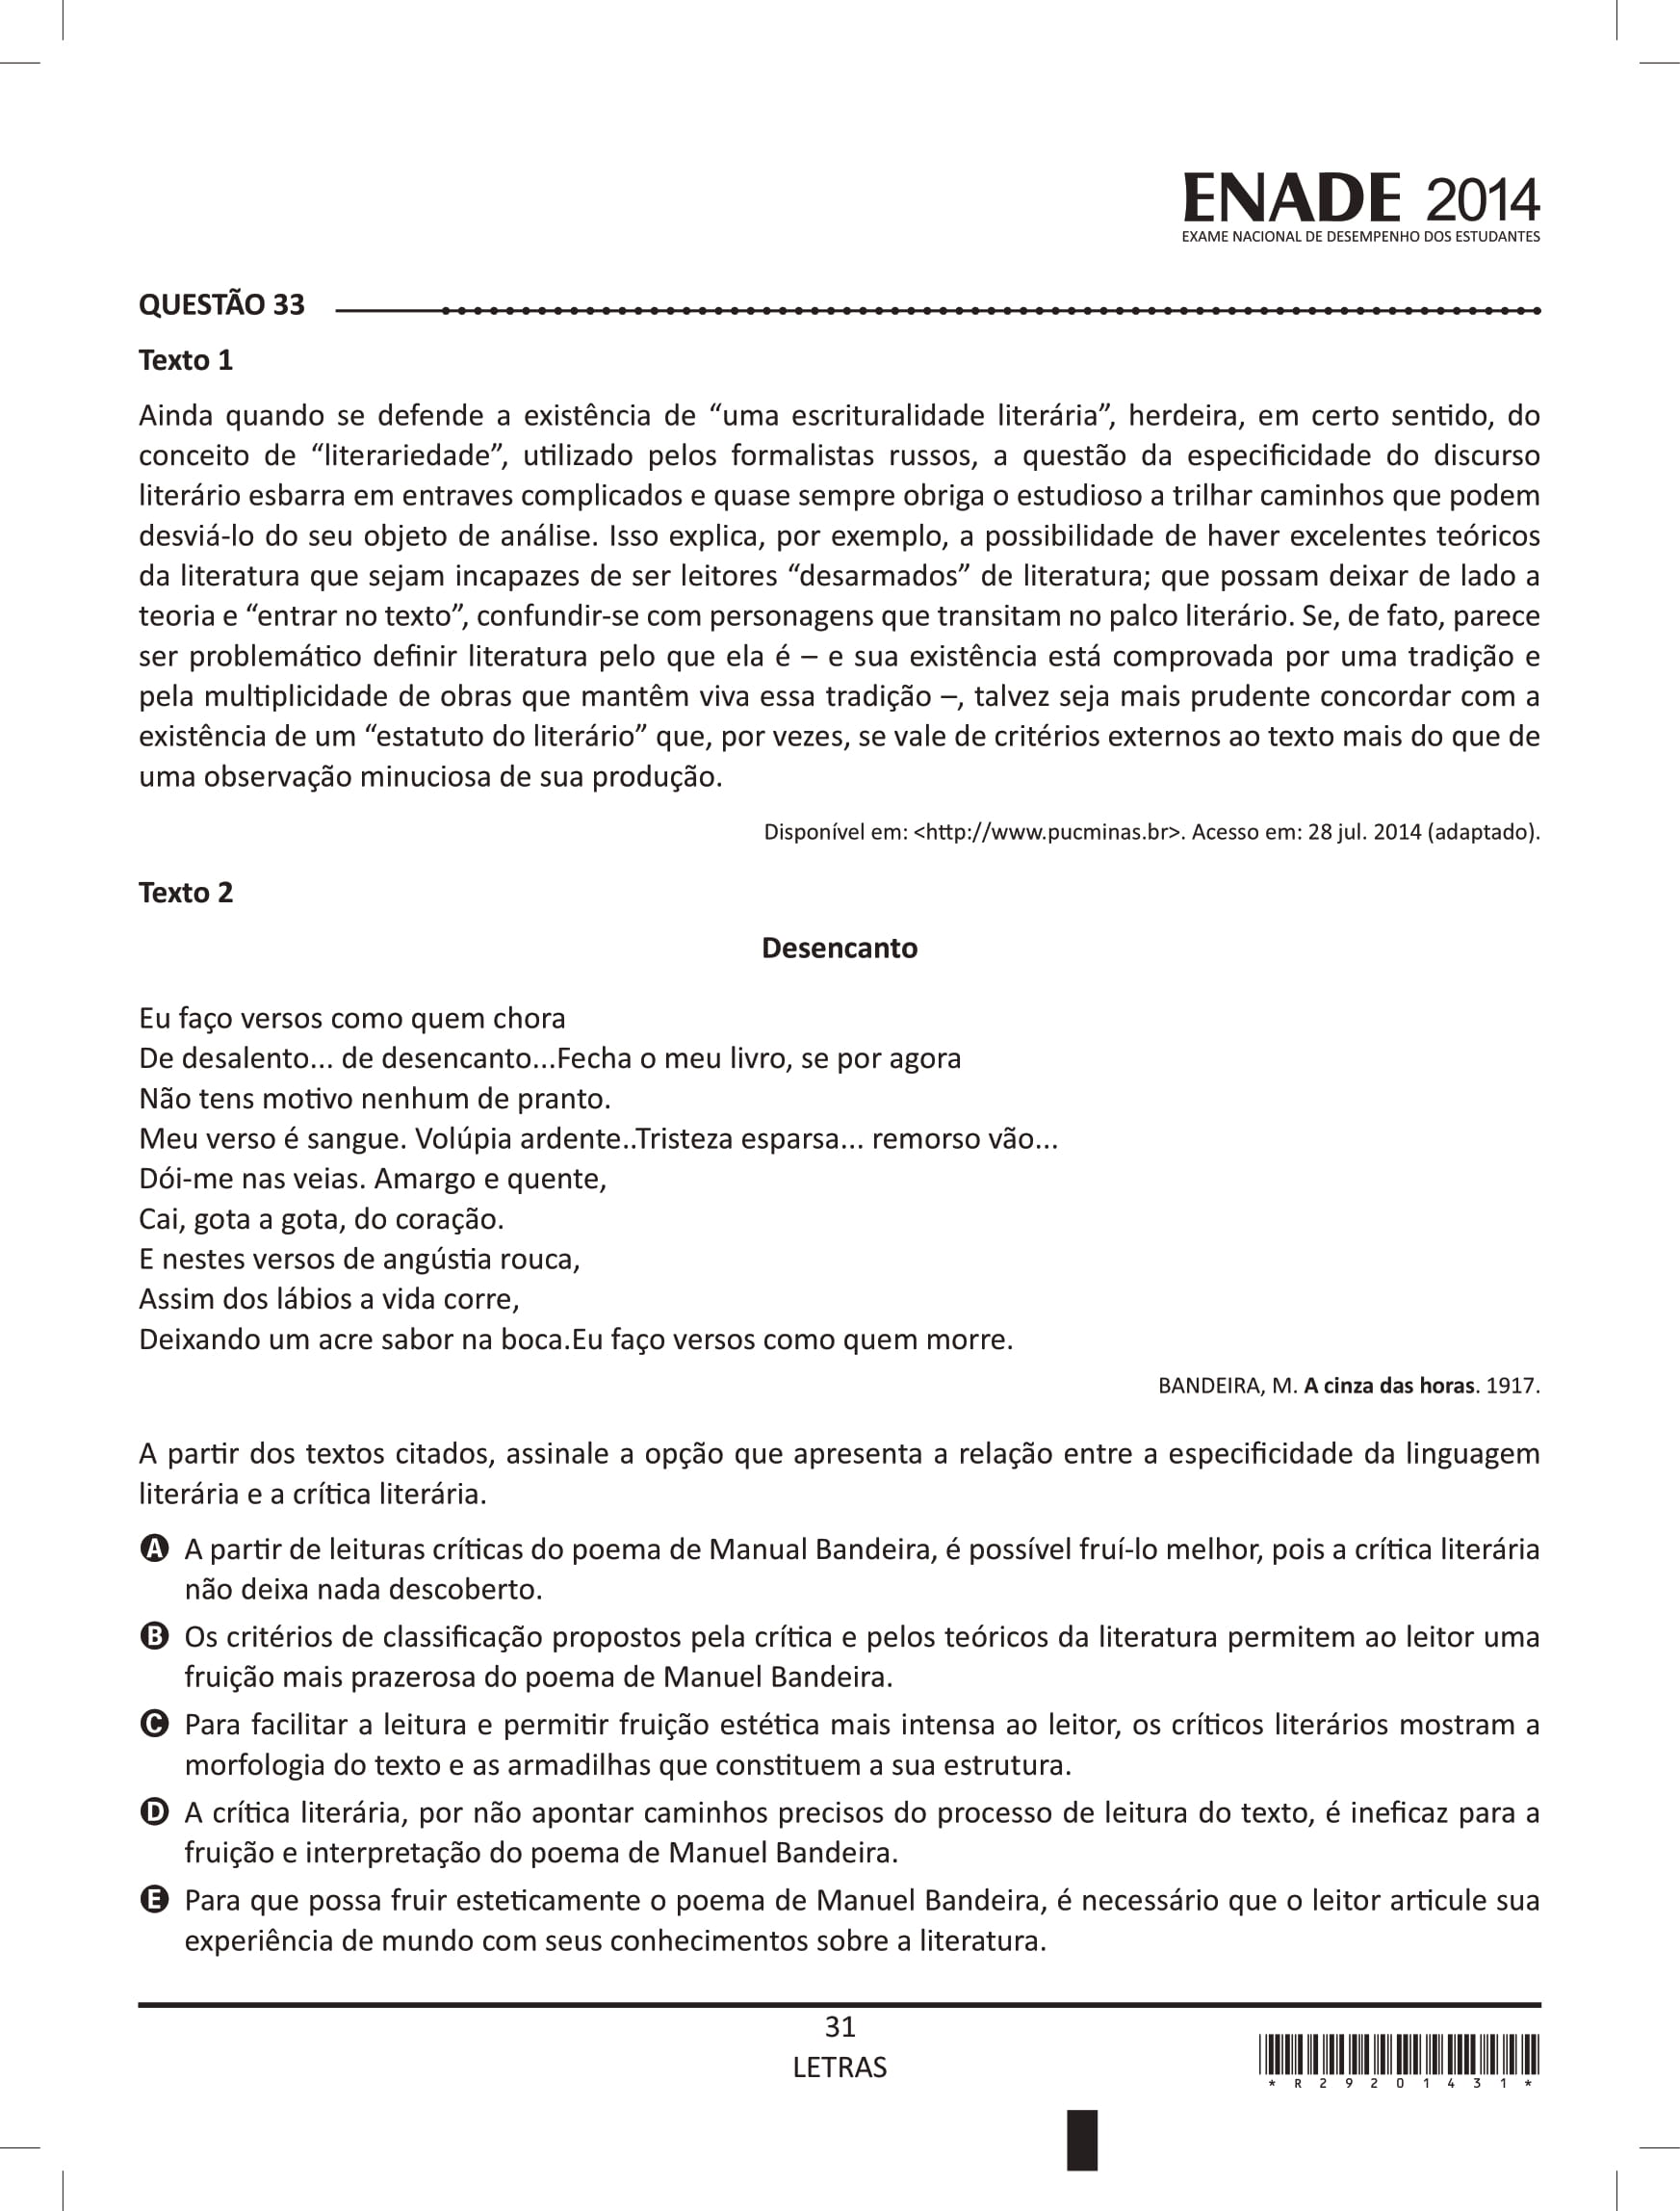 ENADE 2014
EXAME NACIONAL DE DESEMPENHO DOS ESTUDANTES
QUESTÃO 33
Texto 1
Ainda quando se defende a existência de “uma escrituralidade literária”, herdeira, em certo sentido, do
conceito de “literariedade”, utilizado pelos formalistas russos, a questão da especificidade do discurso
literário esbarra em entraves complicados e quase sempre obriga o estudioso a trilhar caminhos que podem
desviá-lo do seu objeto de análise. Isso explica, por exemplo, a possibilidade de haver excelentes teóricos
da literatura que sejam incapazes de ser leitores “desarmados” de literatura; que possam deixar de lado a
teoria e “entrar no texto”, confundir-se com personagens que transitam no palco literário. Se, de fato, parece
ser problemático definir literatura pelo que ela é – e sua existência está comprovada por uma tradição e
pela multiplicidade de obras que mantêm viva essa tradição –, talvez seja mais prudente concordar com a
existência de um “estatuto do literário” que, por vezes, se vale de critérios externos ao texto mais do que de
uma observação minuciosa de sua produção.
Disponível em: <http://www.pucminas.br>. Acesso em: 28 jul. 2014 (adaptado).
Texto 2
Desencanto
Eu faço versos como quem chora
De desalento... de desencanto...Fecha o meu livro, se por agora
Não tens motivo nenhum de pranto.
Meu verso é sangue. Volúpia ardente..Tristeza esparsa... remorso vão...
Dói-me nas veias. Amargo e quente,
Cai, gota a gota, do coração.
E nestes versos de angústia rouca,
Assim dos lábios a vida corre,
Deixando um acre sabor na boca.Eu faço versos como quem morre.
BANDEIRA, M. A cinza das horas. 1917.
A partir dos textos citados, assinale a opção que apresenta a relação entre a especificidade da linguagem
literária e a crítica literária.
A A partir de leituras críticas do poema de Manual Bandeira, é possível fruí-lo melhor, pois a crítica literária
não deixa nada descoberto.
B Os critérios de classificação propostos pela crítica e pelos teóricos da literatura permitem ao leitor uma
fruição mais prazerosa do poema de Manuel Bandeira.
C Para facilitar a leitura e permitir fruição estética mais intensa ao leitor, os críticos literários mostram a
morfologia do texto e as armadilhas que constituem a sua estrutura.
D A crítica literária, por não apontar caminhos precisos do processo de leitura do texto, é ineficaz para a
fruição e interpretação do poema de Manuel Bandeira.
E Para que possa fruir esteticamente o poema de Manuel Bandeira, é necessário que o leitor articule sua
experiência de mundo com seus conhecimentos sobre a literatura.
31
LETRAS
* R 2 9 2 0 1 4 3 1 *